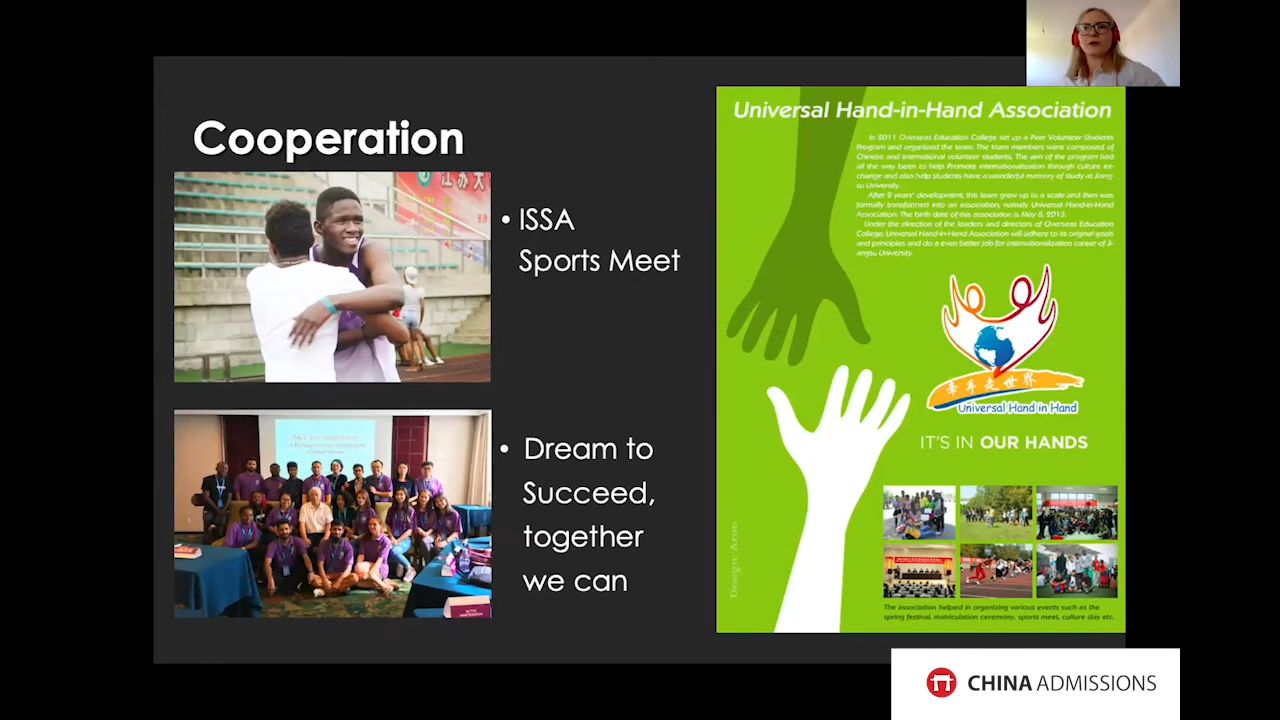 Cooperation
江苏大
• ISSA
Sports Meet
• Dream to
Succeed,
together
we can
Universal Hand-in-Hand Association
In 2011 Overseas Education College set up a Peer Volunteer Students
Program and organized the team. The team members were composed of
Chinese and international volunteer students. The aim of the program had
all the way been to help Promote internationalization through culture ex-
change and also help students have a wonderful memory of study at Jiang-
su University.
After 2 years' development, this team grew up to a scale and then was
formally transformed into an association, namely Universal Hand-in-Hand
Association. The birth date of this association is May 8, 2013.
Under the direction of the leaders and directors of Overseas Education
College, Universal Hand-in-Hand Association will adhere to its original goals
and principles and do a even better job for internationalization career of Ji-
angsu University.
牵手走世界
Universal Hand in Hand
IT'S IN OUR HANDS
Design: Arun
The association helped in organizing various events such as the
spring festival, matriculation ceremony, sports meet, culture day etc.
CHINA ADMISSIONS